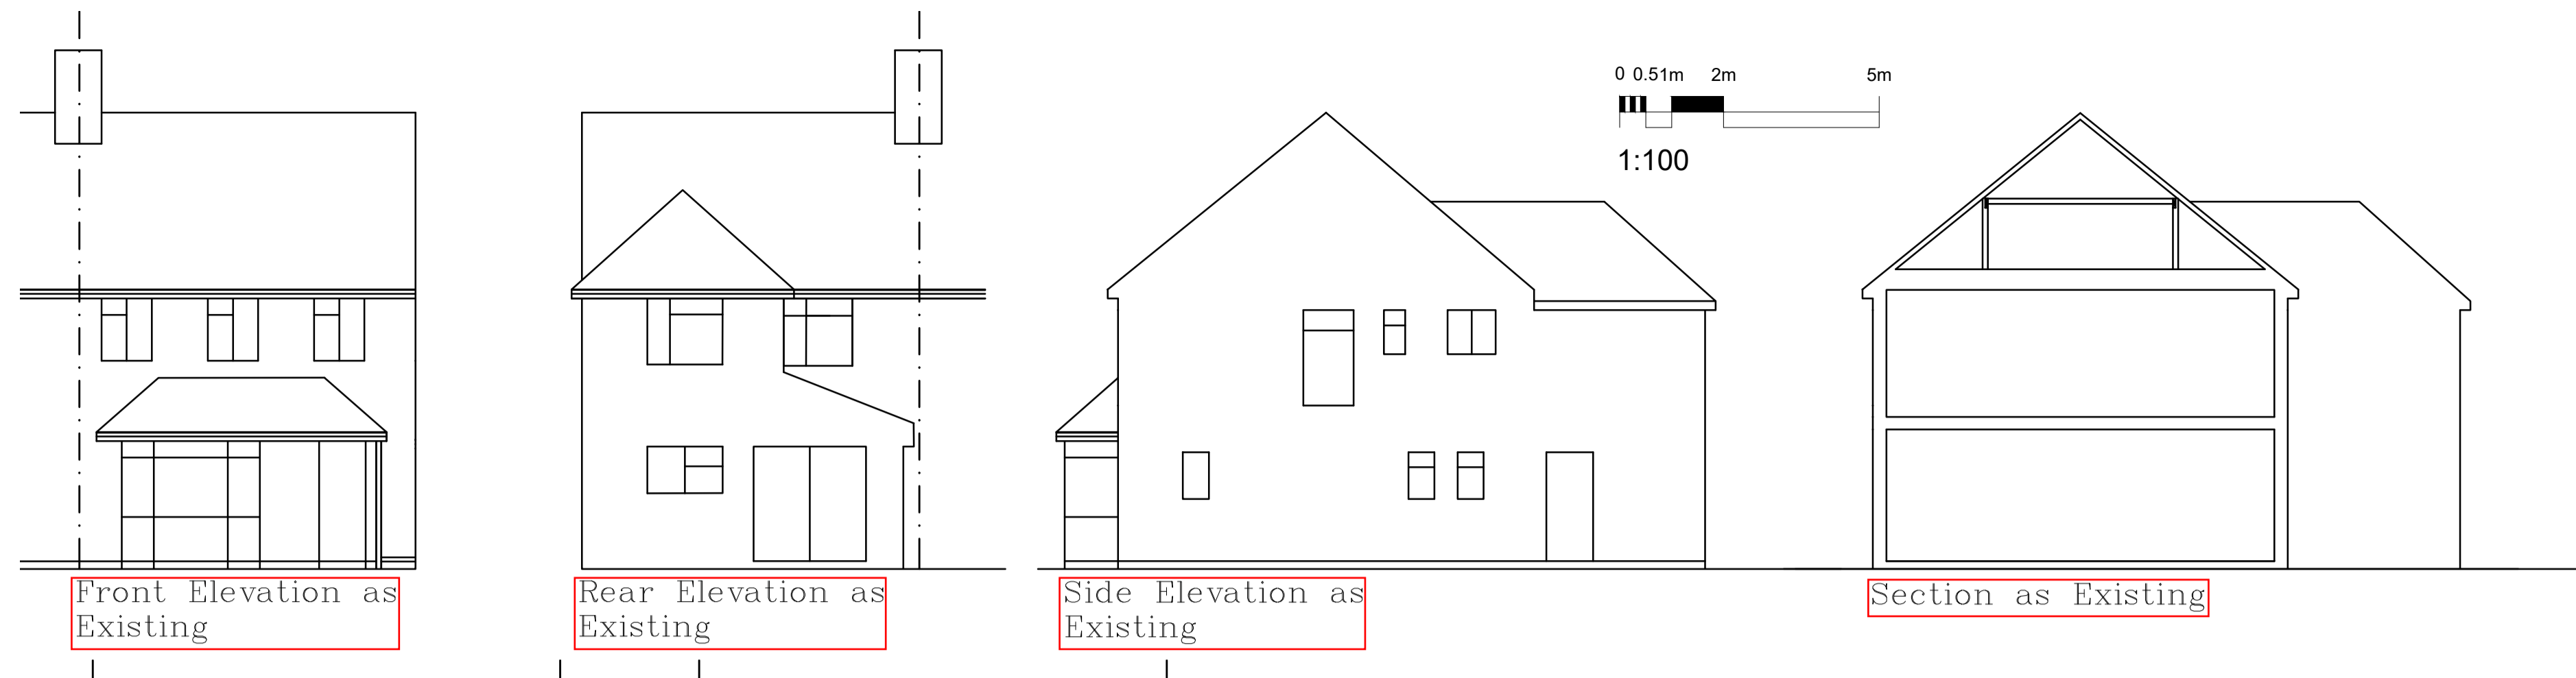 0 0.51m 2m 5m
1:100
Front Elevation as
Existing
Rear Elevation as
Existing
Side Elevation as
Existing
Section as Existing